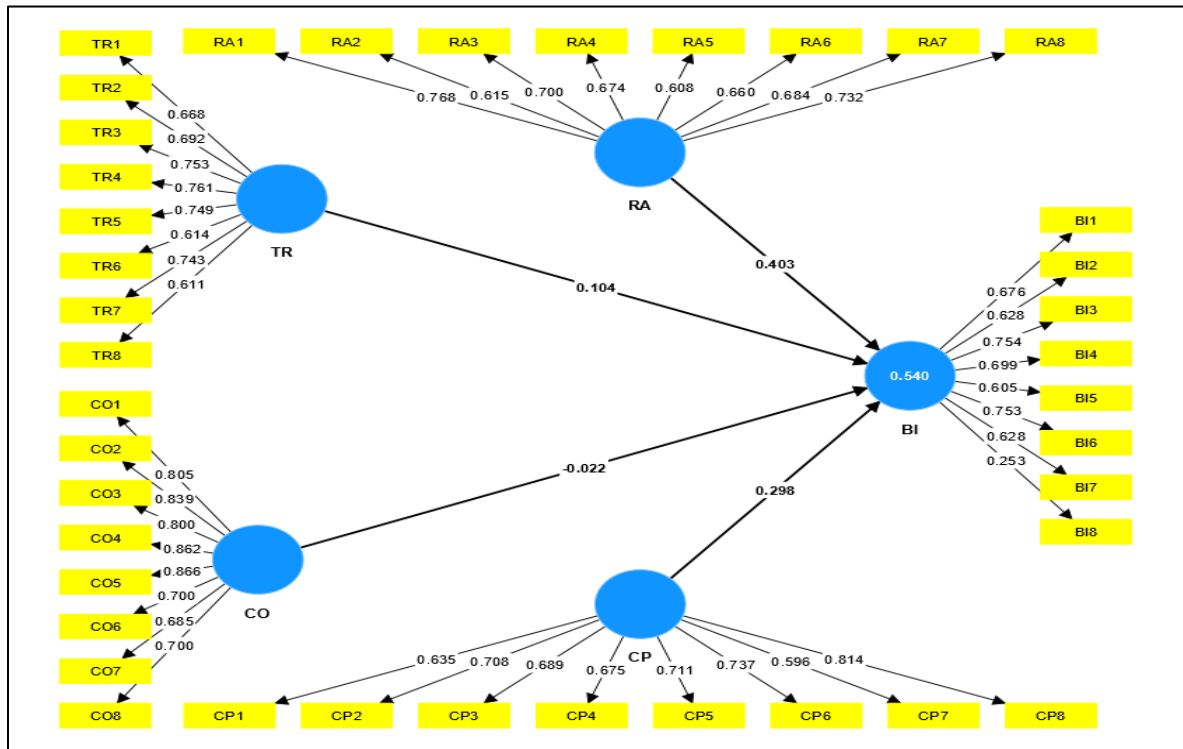 TR1
TR2
TR3
TR4
TR5
TR6
TR7
TR8
0.668
0.692
0.753
0.761
0.749
0.614
0.743
0.611
TR
RA1 RA2 RA3 RA4 RA5 RA6 RA7 RA8
0.768 0.615 0.700 0.674 0.608 0.660 0.684 0.732
RA
0.403
0.104
-0.022
0.298
0.540
BI
BI1
BI2
BI3
BI4
BI5
BI6
BI7
BI8
0.676
0.628
0.754
0.699
0.605
0.753
0.628
0.253
CO1
CO2
CO3
CO4
CO5
CO6
CO7
CO8
0.805
0.839
0.800
0.862
0.866
0.700
0.685
0.700
CO
CP
0.635 0.708 0.689 0.675 0.711 0.737 0.596 0.814
CP1 CP2 CP3 CP4 CP5 CP6 CP7 CP8